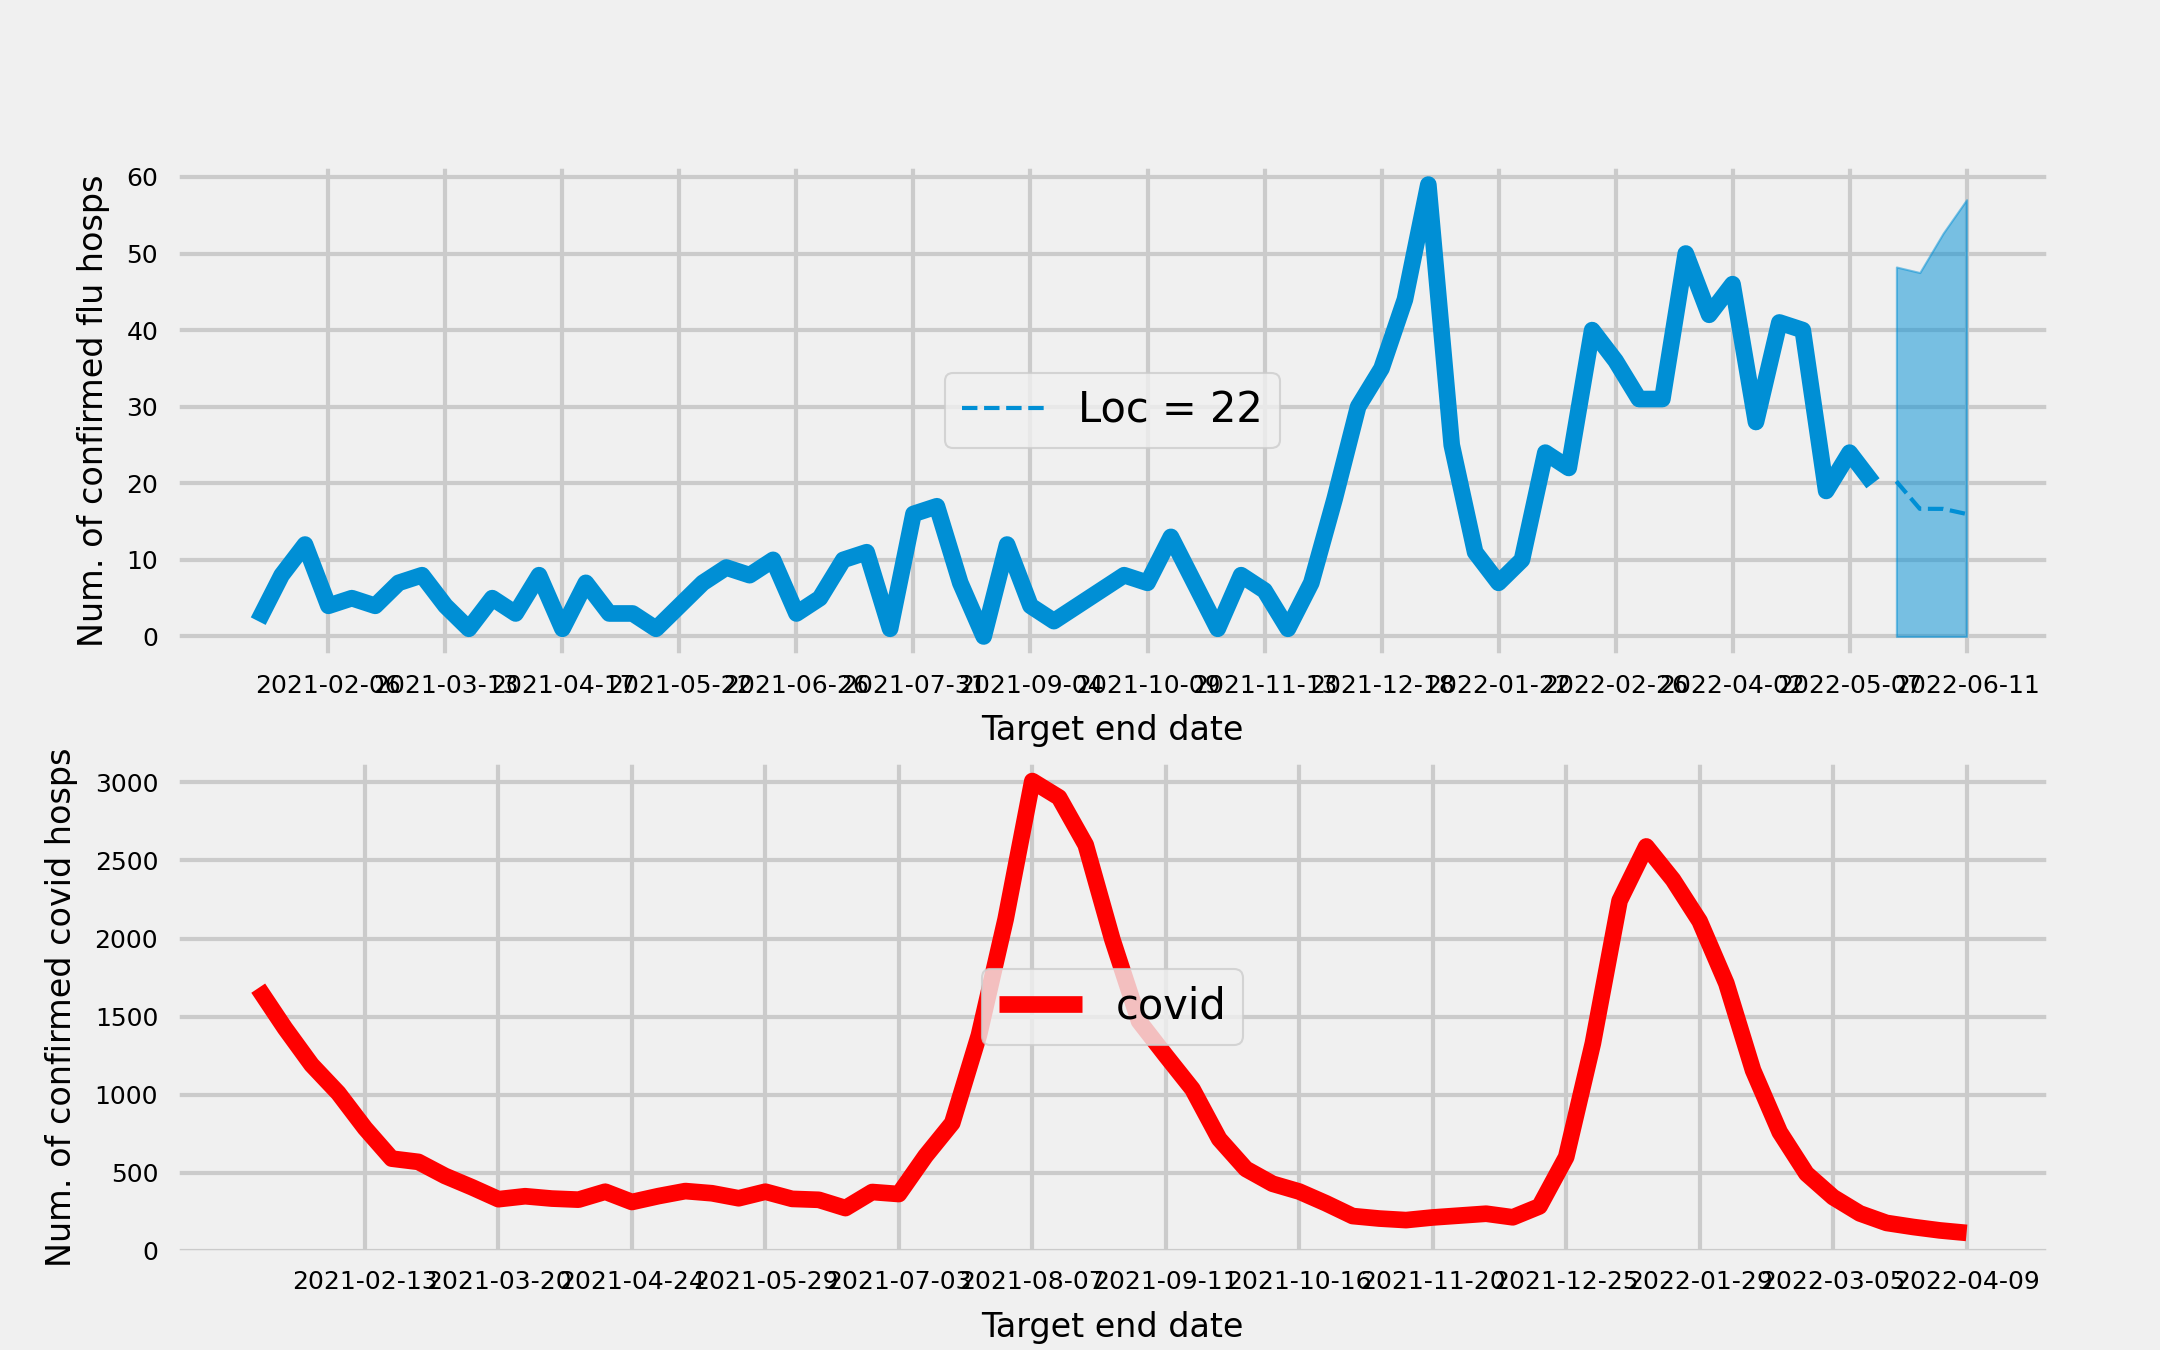 Num. of confirmed flu hosps
60
50
40
30
20
10
0
Loc = 22
2021-02-06 2021-03-13 2021-04-17 2021-05-22 2021-06-26 2021-07-31 2021-09-04 2021-10-09 2021-11-13 2021-12-18 2022-01-22 2022-02-26 2022-04-02 2022-05-07 2022-06-11
Target end date
Num. of confirmed covid hosps
3000
2500
2000
1500
1000
500
0
covid
2021-02-13 2021-03-20 2021-04-24 2021-05-29 2021-07-03 2021-08-07 2021-09-11 2021-10-16 2021-11-20 2021-12-25 2022-01-29 2022-03-05 2022-04-09
Target end date